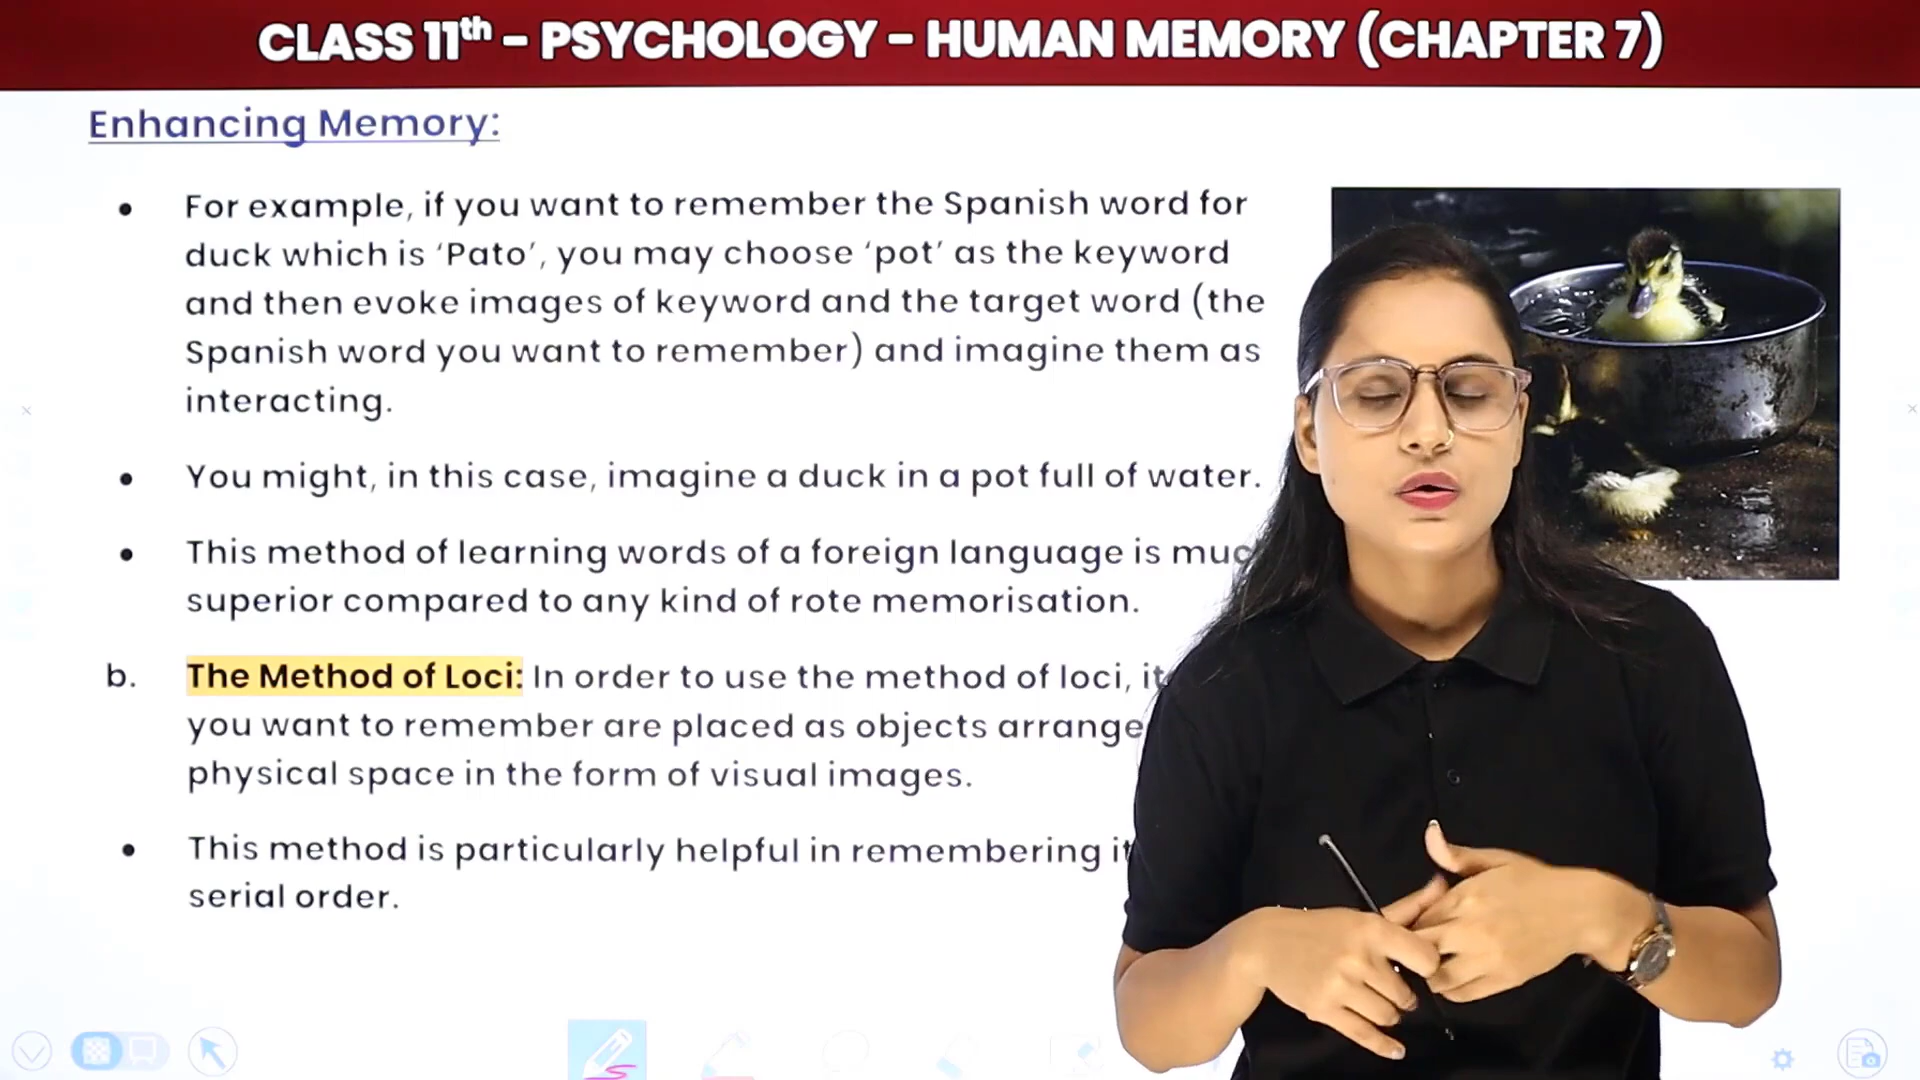 CLASS 11th - PSYCHOLOGY - HUMAN MEMORY (CHAPTER 7)
Enhancing Memory:
• For example, if you want to remember the Spanish word for
duck which is ‘Pato’, you may choose ‘pot’ as the keyword
and then evoke images of keyword and the target word (the
Spanish word you want to remember) and imagine them as
interacting.
• You might, in this case, imagine a duck in a pot full of water.
• This method of learning words of a foreign language is
superior compared to any kind of rote memorisation.
b. The Method of Loci: In order to use the method of loci,
you want to remember are placed as objects
physical space in the form of visual images.
• This method is particularly helpful in remembering
serial order.